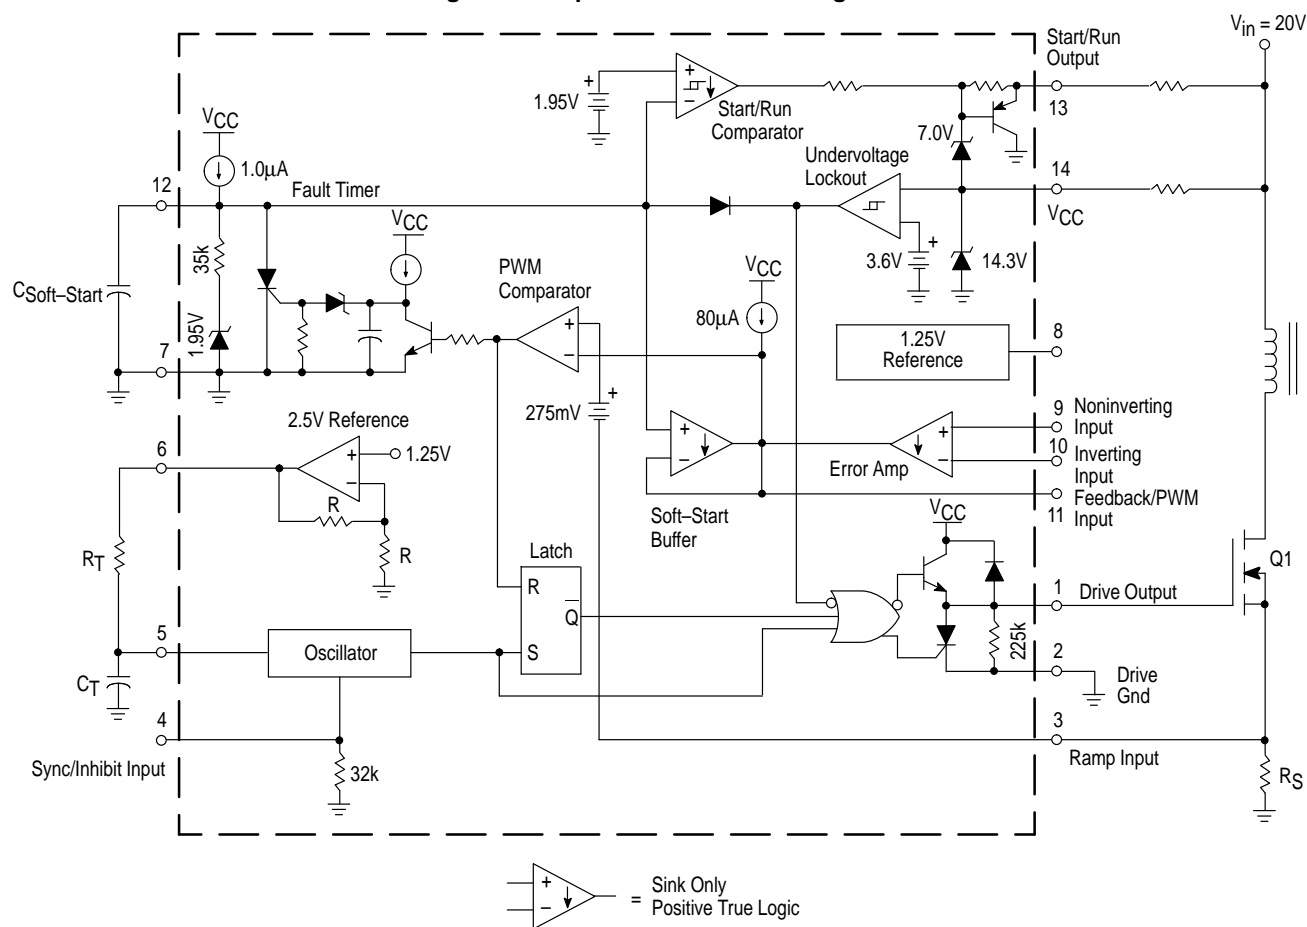 Start/Run
Output
Vin = 20V
13
+
1.95V
+
−
Start/Run
Comparator
7.0V
VCC
1.0µA
12
Fault Timer
Undervoltage
Lockout
14
VCC
VCC
35k
CSoft–Start
1.95V
7
PWM
Comparator
+
−
VCC
80µA
3.6V
+
14.3V
1.25V
Reference
8
275mV
+
2.5V Reference
6
+
−
1.25V
R
R
RT
+
−
Soft–Start
Buffer
+
−
Error Amp
9
Noninverting
Input
10
Inverting
Input
11
Feedback/PWM
Input
VCC
Latch
R
Q
S
5
Oscillator
CT
4
Sync/Inhibit Input
32k
1
Drive Output
Q1
225k
2
Drive
Gnd
3
Ramp Input
RS
+
−
=
Sink Only
Positive True Logic